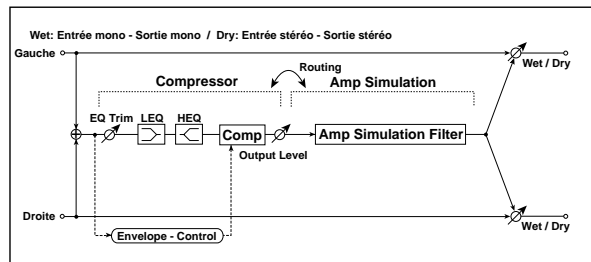 Wet: Entrée mono - Sortie mono / Dry: Entrée stéréo - Sortie stéréo
Gauche
Wet / Dry
Routing
Compressor
Amp Simulation
EQ Trim
LEQ
HEQ
Comp
Output Level
Amp Simulation Filter
Droite
Wet / Dry
Envelope - Control